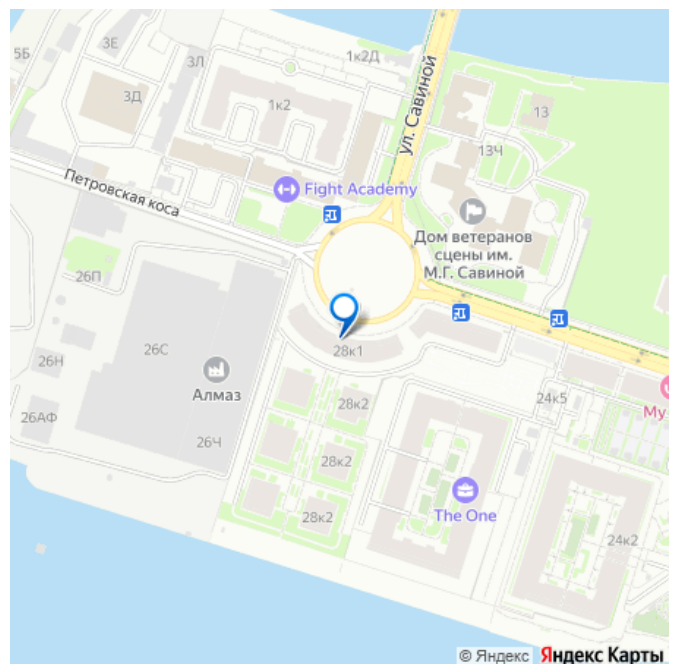 5Б
3Е
3Л
1к2Д
3Д
1к2
ул. Савиной
13
13Ч
Петровская коса
Fight Academy
Дом ветеранов
сцены им.
М.Г. Савиной
26П
26С
26Н
28к1
Алмаз
26АФ
26Ч
28к2
24к5
My
28к2
The One
28к2
24к2
© Яндекс Яндекс Карты